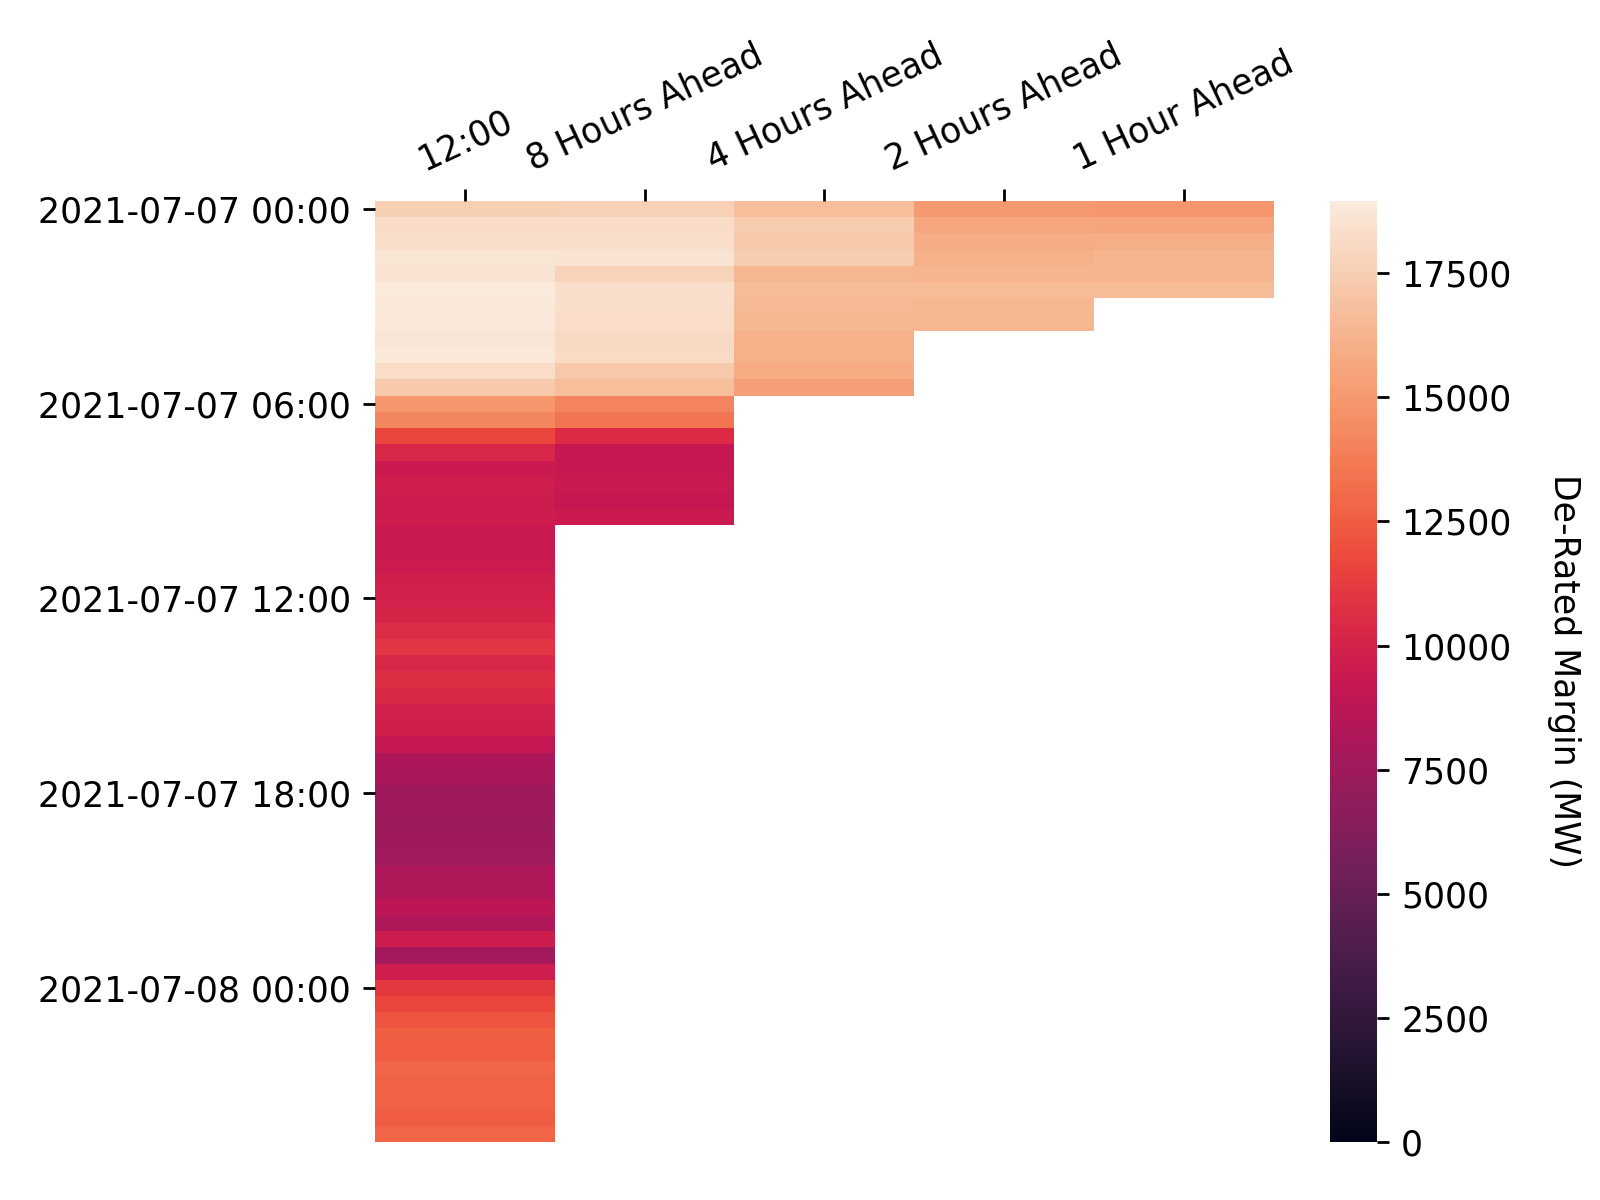 12:00
8 Hours Ahead
4 Hours Ahead
2 Hours Ahead
1 Hour Ahead
2021-07-07 00:00
2021-07-07 06:00
2021-07-07 12:00
2021-07-07 18:00
2021-07-08 00:00
17500
15000
12500
10000
7500
5000
2500
0
De-Rated Margin (MW)